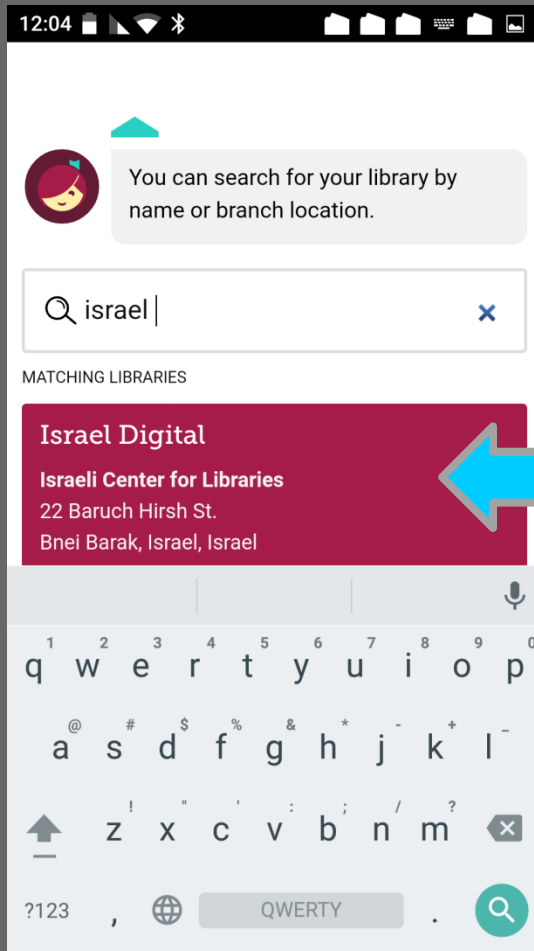 12:04
You can search for your library by
name or branch location.
israel
MATCHING LIBRARIES
Israel Digital
Israeli Center for Libraries
22 Baruch Hirsh St.
Bnei Barak, Israel, Israel
1 2 3 4 5 6 7 8 9 0
q w e r t y u i o p
@ # $ % & * - + _
a s d f g h j k l
! " ' : ; / ?
z x c v b n m
?123 , QWERTY .